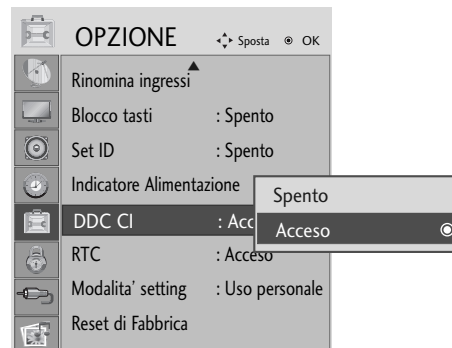 OPZIONE Sposta OK
Rinomina ingressi
Blocco tasti : Spento
Set ID : Spento
Indicatore Alimentazione
Spento
DDC CI : Acc
Acceso
RTC : Acceso
Modalita' setting : Uso personale
Reset di Fabbrica